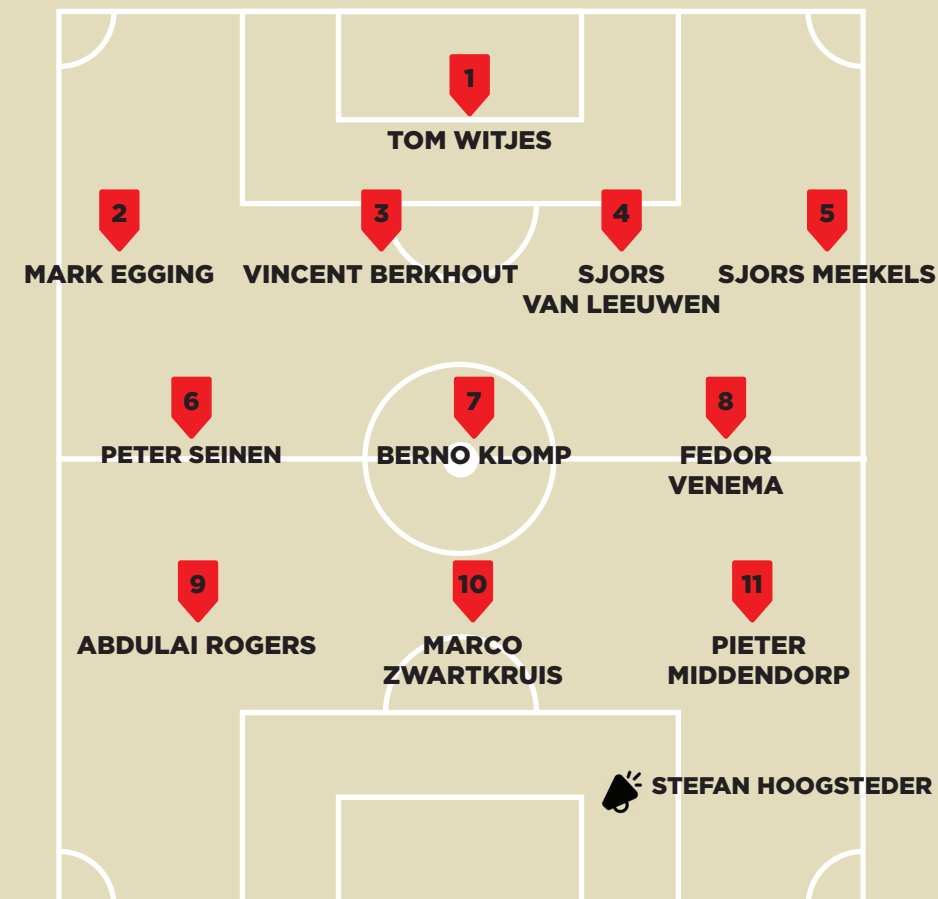 1
TOM WITJES
2 3 4 5
MARK EGGING VINCENT BERKHOUT SJORS SJORS MEEKELS
VAN LEEUWEN
6 7 8
PETER SEINEN BERNO KLOMP FEDOR
VENEMA
9 10 11
ABDULAI ROGERS MARCO PIETER
ZWARTKRUIS MIDDENDORP
STEFAN HOOGSTEDER